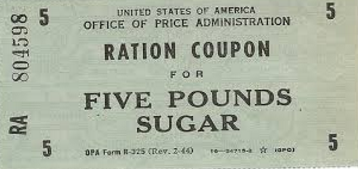 5 UNITED STATES OF AMERICA 5
OFFICE OF PRICE ADMINISTRATION
RATION COUPON
FOR
FIVE POUNDS
SUGAR
5 OPA Form R-325 (Rev. 2-44) ☆ (GPO) 5
RA 804598